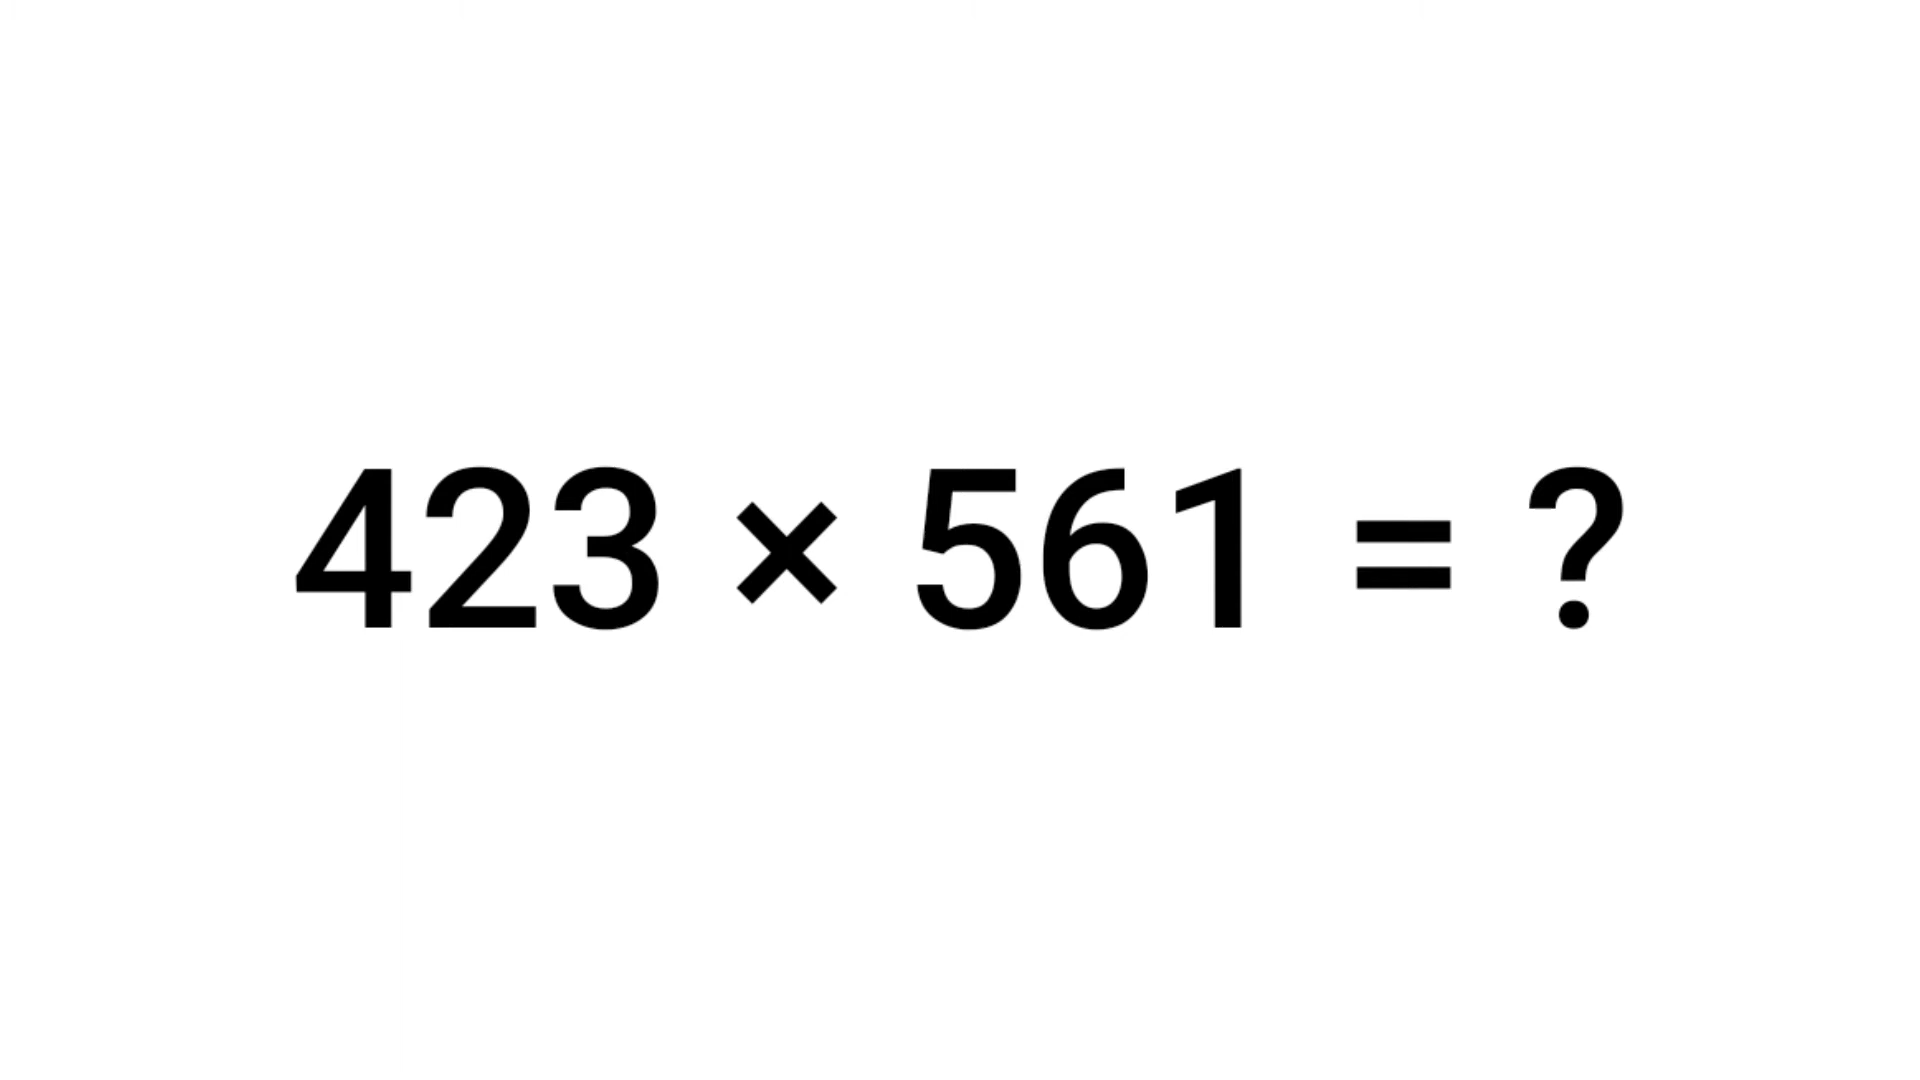 423 × 561 = ?